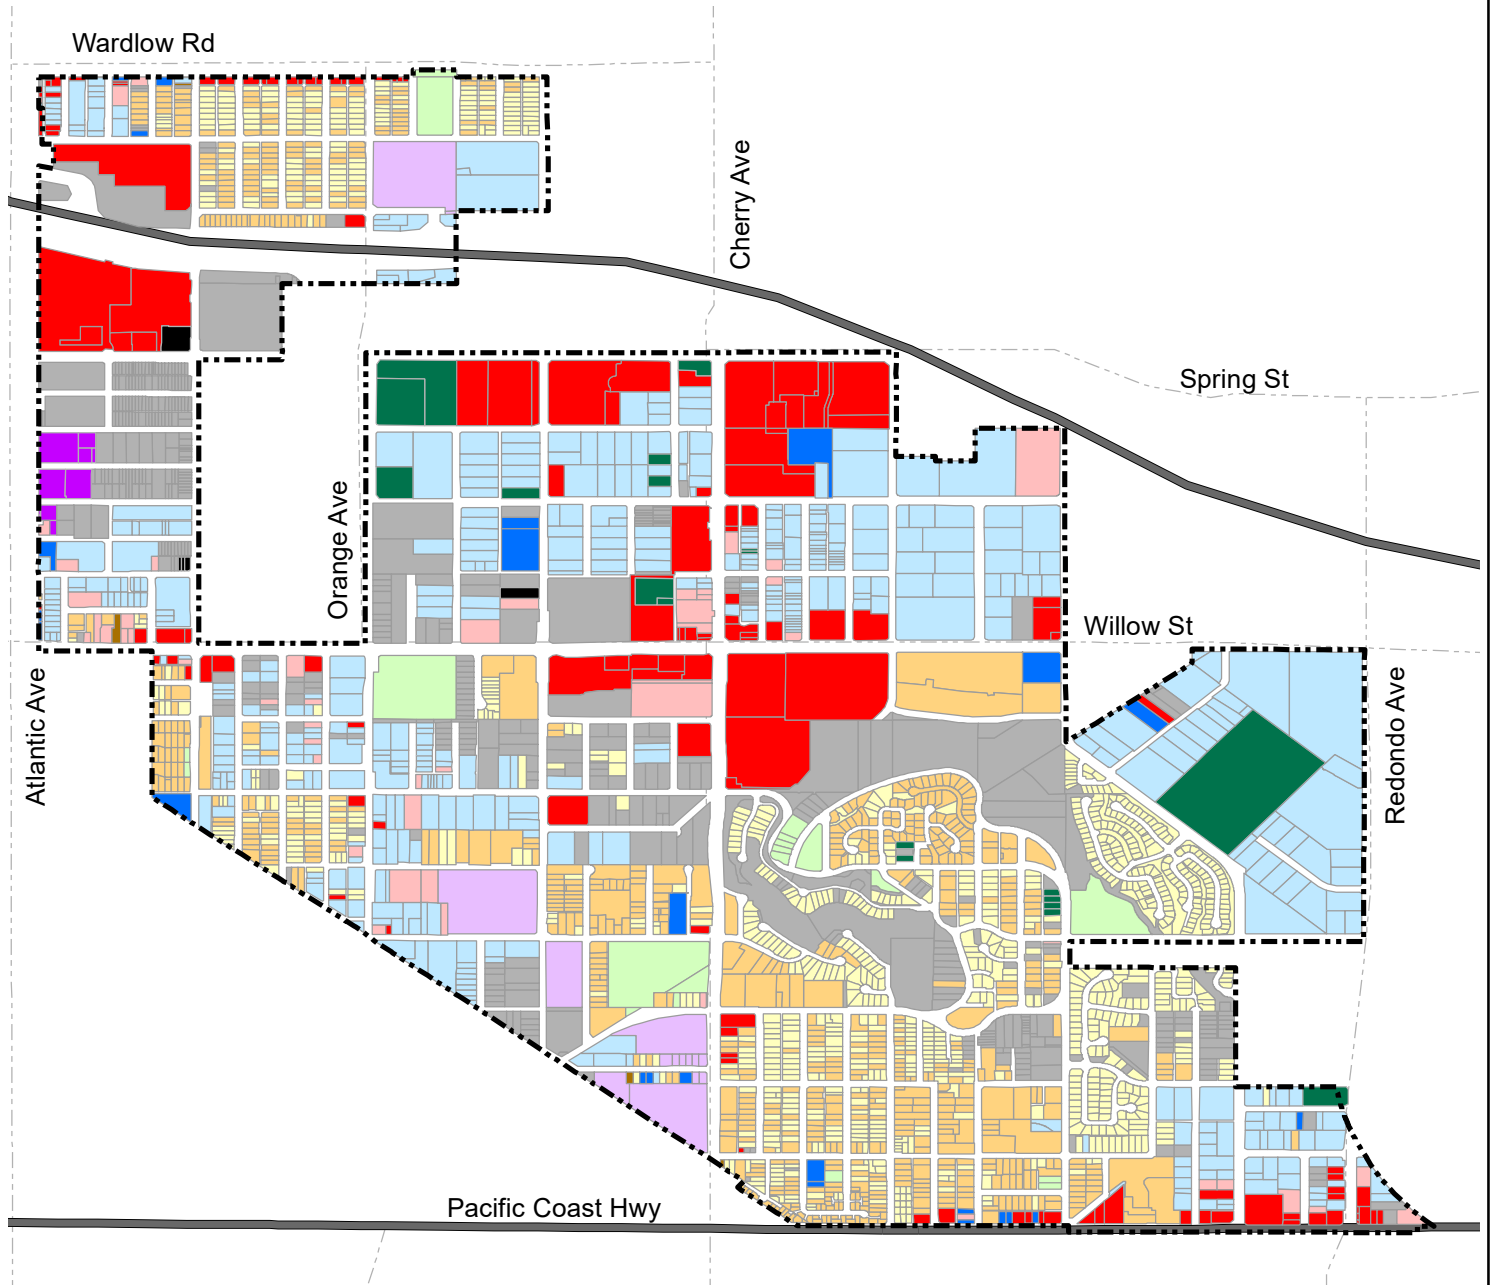 Wardlow Rd
Cherry Ave
Spring St
Orange Ave
Willow St
Atlantic Ave
Redondo Ave
Pacific Coast Hwy